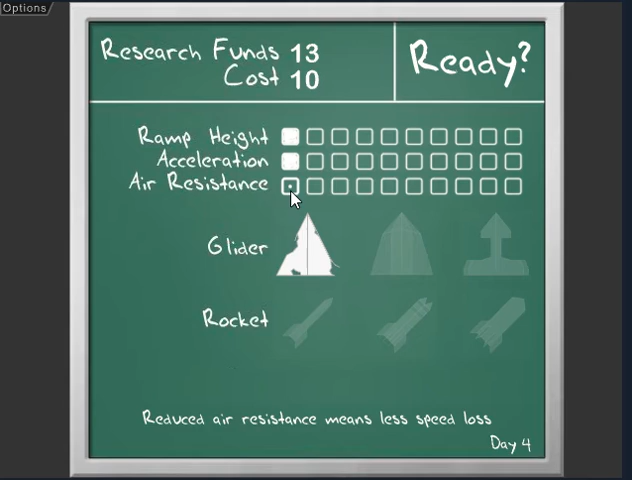 Options
Research Funds 13
Cost 10
Ready?
Ramp Height
Acceleration
Air Resistance
Glider
Rocket
Reduced air resistance means less speed loss
Day 4